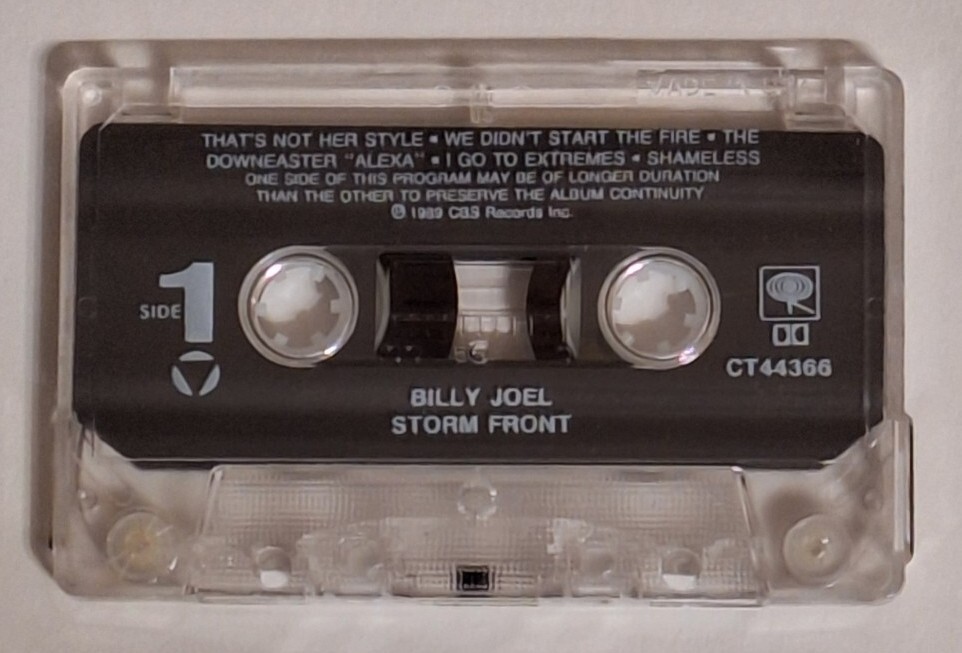 MADE IN
THAT'S NOT HER STYLE ▪ WE DIDN'T START THE FIRE ▪ THE
DOWNEASTER "ALEXA" ▪ I GO TO EXTREMES ▪ SHAMELESS
ONE SIDE OF THIS PROGRAM MAY BE OF LONGER DURATION
THAN THE OTHER TO PRESERVE THE ALBUM CONTINUITY
℗ 1989 CBS Records Inc.
SIDE 1
CT44366
BILLY JOEL
STORM FRONT